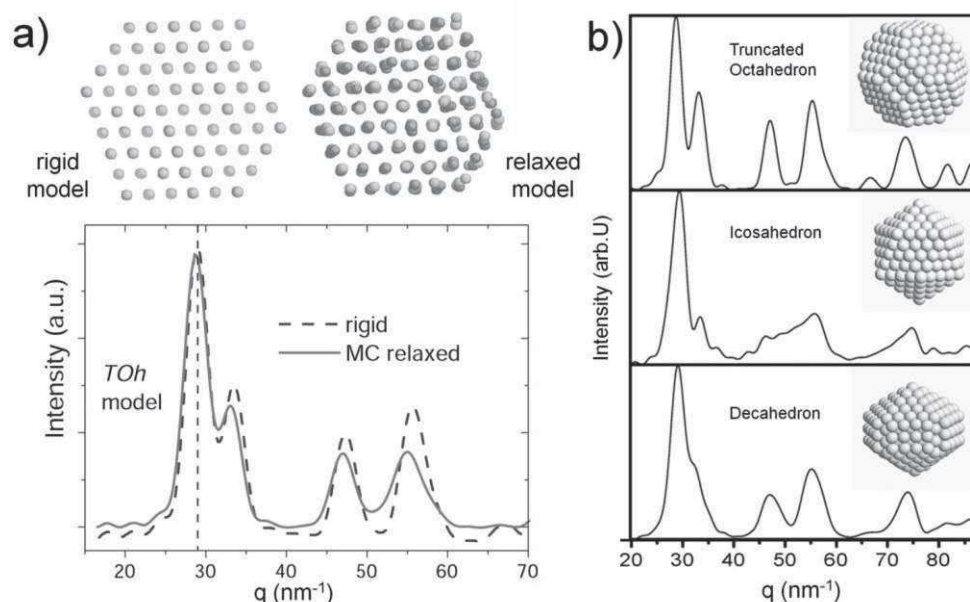 a)
rigid
model
relaxed
model
Intensity (a.u.)
TOh
model
rigid
MC relaxed
20 30 40 50 60 70
q (nm⁻¹)
b)
Truncated
Octahedron
Icosahedron
Decahedron
Intensity (arb.U)
20 30 40 50 60 70 80
q (nm⁻¹)